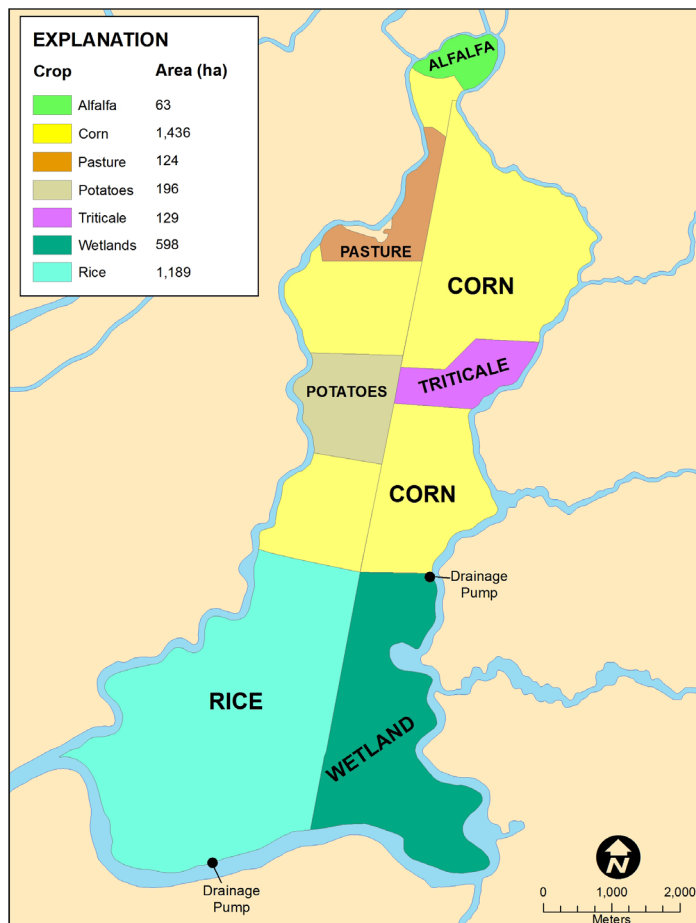 EXPLANATION
Crop Area (ha)
Alfalfa 63
Corn 1,436
Pasture 124
Potatoes 196
Triticale 129
Wetlands 598
Rice 1,189
ALFALFA
PASTURE
CORN
TRITICALE
POTATOES
CORN
Drainage
Pump
RICE
WETLAND
Drainage
Pump
N
0 1,000 2,000
Meters